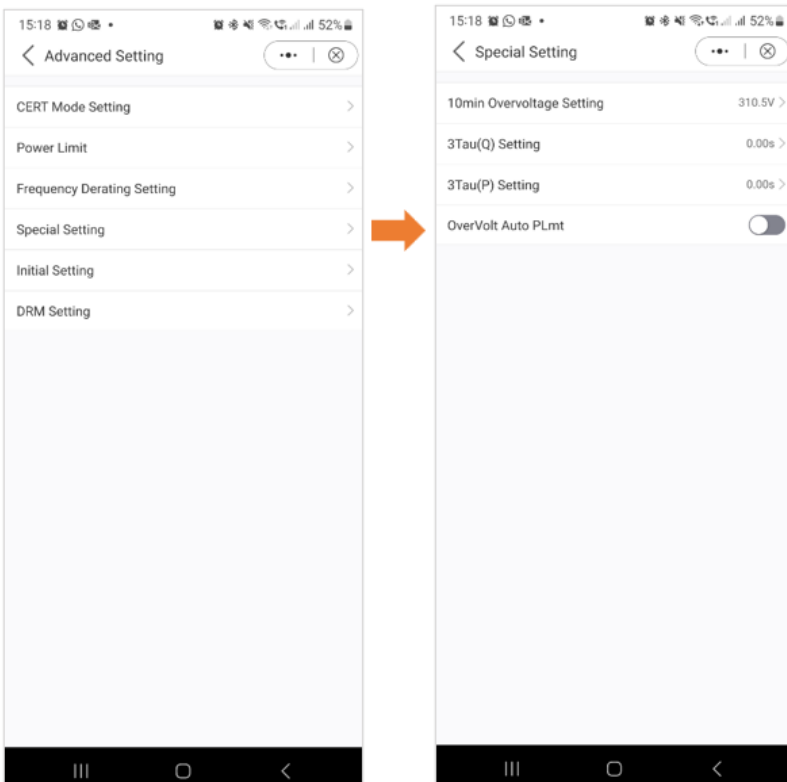 15:18 52%
Advanced Setting
CERT Mode Setting
Power Limit
Frequency Derating Setting
Special Setting
Initial Setting
DRM Setting
15:18 52%
Special Setting
10min Overvoltage Setting 310.5V
3Tau(Q) Setting 0.00s
3Tau(P) Setting 0.00s
OverVolt Auto PLmt